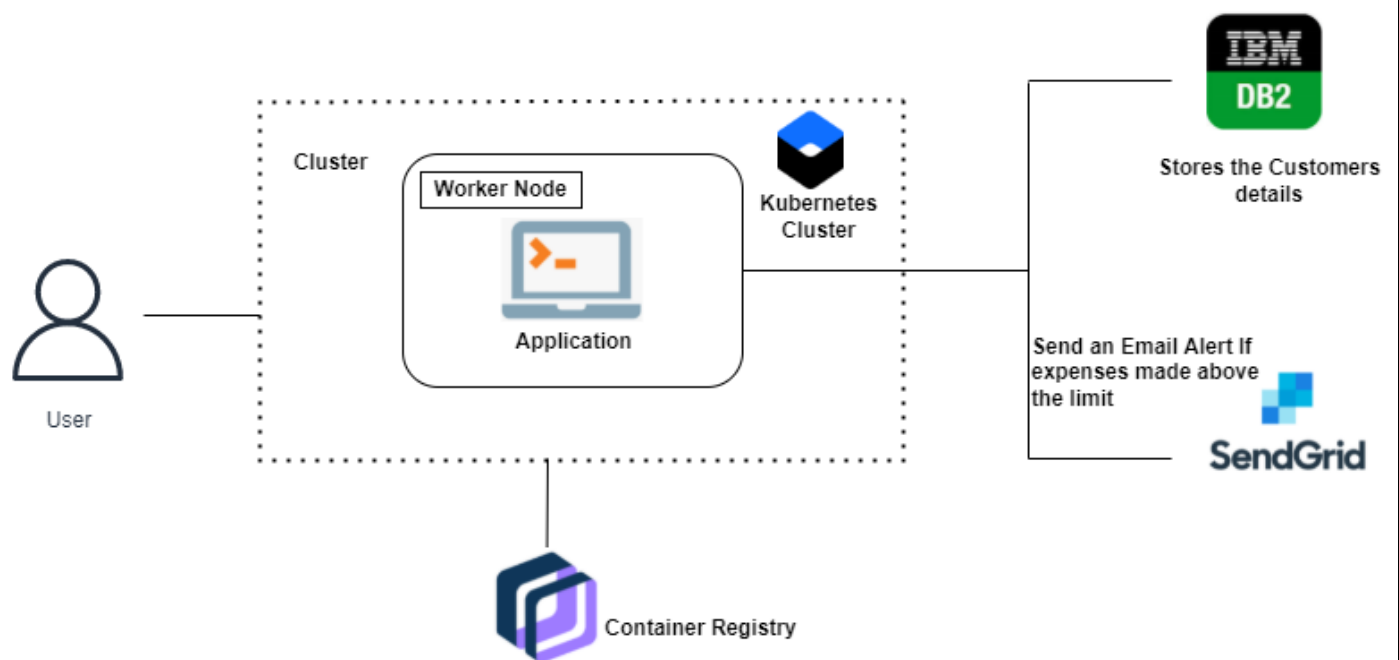 IBM
DB2
Stores the Customers
details
Cluster
Worker Node
Kubernetes
Cluster
Application
User
Send an Email Alert If
expenses made above
the limit
SendGrid
Container Registry